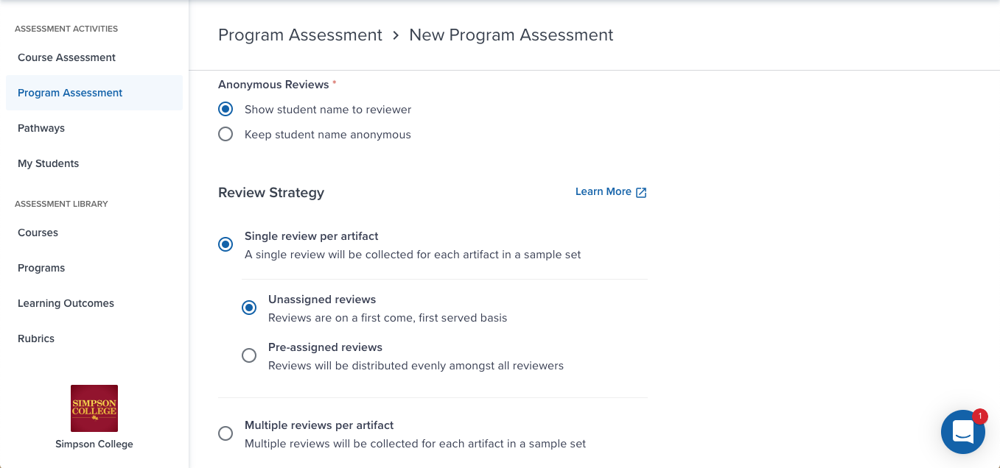 ASSESSMENT ACTIVITIES
Course Assessment
Program Assessment
Pathways
My Students
ASSESSMENT LIBRARY
Courses
Programs
Learning Outcomes
Rubrics
SIMPSON
COLLEGE
Simpson College
Program Assessment > New Program Assessment
Anonymous Reviews *
Show student name to reviewer
Keep student name anonymous
Review Strategy
Learn More
Single review per artifact
A single review will be collected for each artifact in a sample set
Unassigned reviews
Reviews are on a first come, first served basis
Pre-assigned reviews
Reviews will be distributed evenly amongst all reviewers
Multiple reviews per artifact
Multiple reviews will be collected for each artifact in a sample set
1